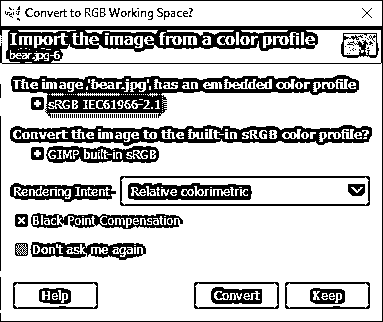 Convert to RGB Working Space?
Import the image from a color profile
bear.jpg-6
The image 'bear.jpg' has an embedded color profile
sRGB IEC61966-2.1
Convert the image to the built-in sRGB color profile?
GIMP built-in sRGB
Rendering Intent- Relative colorimetric
Black Point Compensation
Don't ask me again
Help Convert Keep